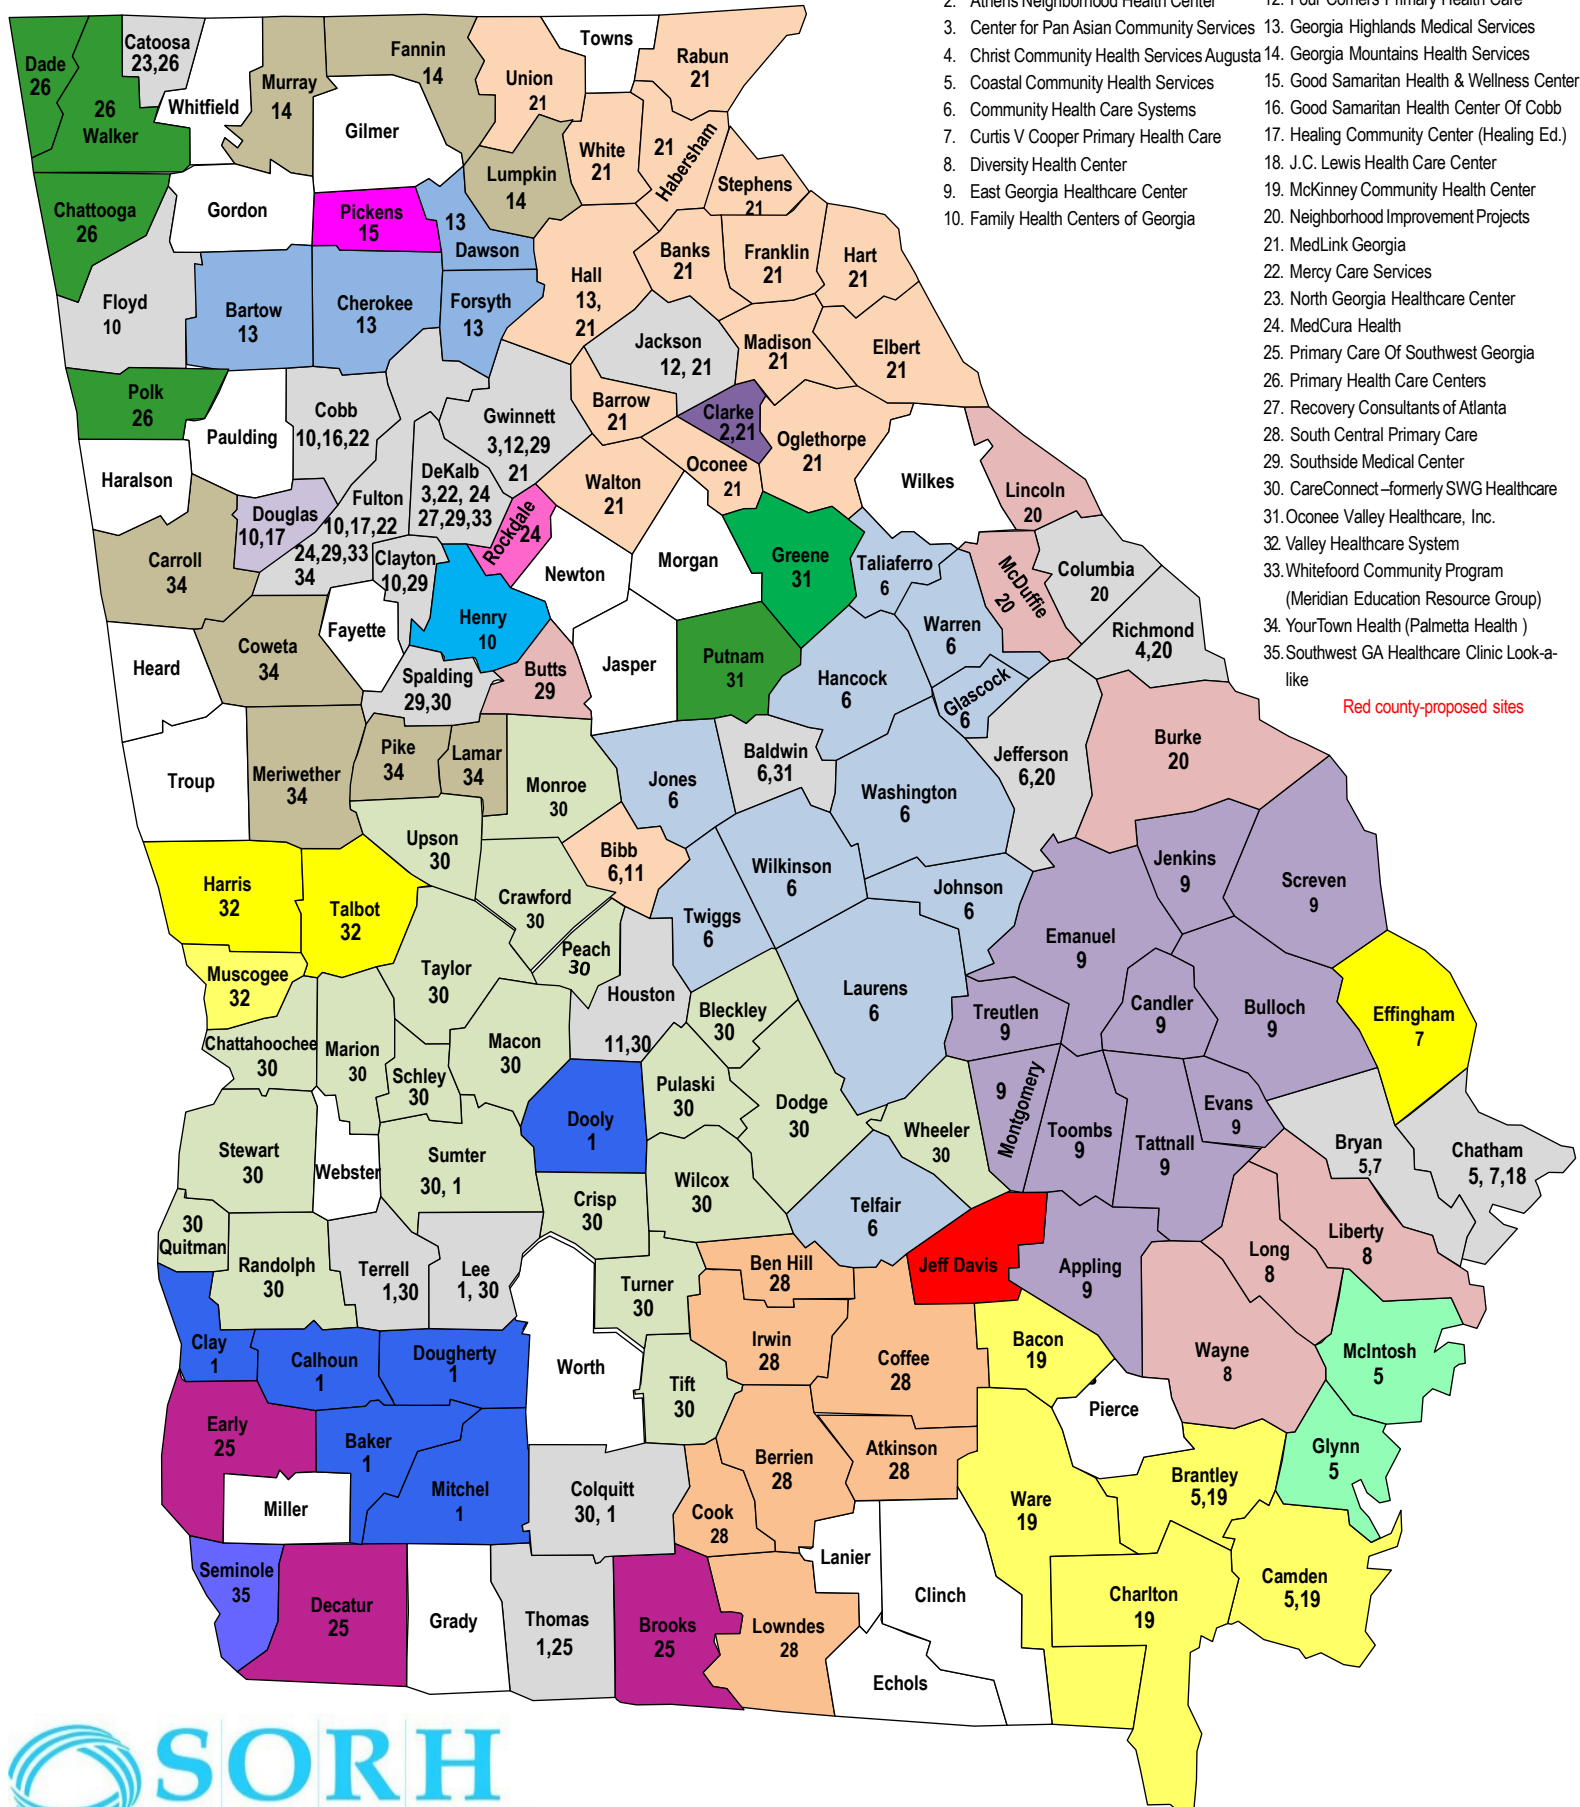 2. Athens Neighborhood Health Center
3. Center for Pan Asian Community Services
4. Christ Community Health Services Augusta
5. Coastal Community Health Services
6. Community Health Care Systems
7. Curtis V Cooper Primary Health Care
8. Diversity Health Center
9. East Georgia Healthcare Center
10. Family Health Centers of Georgia
12. Four Corners Primary Health Care
13. Georgia Highlands Medical Services
14. Georgia Mountains Health Services
15. Good Samaritan Health & Wellness Center
16. Good Samaritan Health Center Of Cobb
17. Healing Community Center (Healing Ed.)
18. J.C. Lewis Health Care Center
19. McKinney Community Health Center
20. Neighborhood Improvement Projects
21. MedLink Georgia
22. Mercy Care Services
23. North Georgia Healthcare Center
24. MedCura Health
25. Primary Care Of Southwest Georgia
26. Primary Health Care Centers
27. Recovery Consultants of Atlanta
28. South Central Primary Care
29. Southside Medical Center
30. CareConnect –formerly SWG Healthcare
31. Oconee Valley Healthcare, Inc.
32. Valley Healthcare System
33. Whitefoord Community Program
(Meridian Education Resource Group)
34. YourTown Health (Palmetta Health )
35. Southwest GA Healthcare Clinic Look-a-
like
Red county-proposed sites
Dade
26
26
Walker
Catoosa
23,26
Whitfield
Murray
14
Fannin
14
Gilmer
Union
21
Towns
Rabun
21
White
21
21
Habersham
Stephens
21
Lumpkin
14
Chattooga
26
Gordon
Pickens
15
13
Dawson
Hall
13,
21
Banks
21
Franklin
21
Hart
21
Floyd
10
Bartow
13
Cherokee
13
Forsyth
13
Jackson
12, 21
Madison
21
Elbert
21
Polk
26
Paulding
Cobb
10,16,22
Gwinnett
3,12,29
21
Barrow
21
Clarke
2,21
Oglethorpe
21
Oconee
21
Wilkes
Lincoln
20
Haralson
Douglas
10,17
Fulton
10,17,22
24,29,33
34
DeKalb
3,22, 24
27,29,33
Rockdale
24
Walton
21
Morgan
Greene
31
Taliaferro
6
McDuffie
20
Columbia
20
Carroll
34
Clayton
10,29
Newton
Henry
10
Fayette
Richmond
4,20
Warren
6
Heard
Coweta
34
Spalding
29,30
Butts
29
Jasper
Putnam
31
Hancock
6
Glascock
6
Jefferson
6,20
Burke
20
Troup
Meriwether
34
Pike
34
Lamar
34
Monroe
30
Jones
6
Baldwin
6,31
Washington
6
Upson
30
Bibb
6,11
Wilkinson
6
Johnson
6
Jenkins
9
Screven
9
Harris
32
Talbot
32
Crawford
30
Peach
30
Twiggs
6
Emanuel
9
Muscogee
32
Taylor
30
Houston
11,30
Bleckley
30
Laurens
6
Treutlen
9
Candler
9
Bulloch
9
Effingham
7
Chattahoochee
30
Marion
30
Schley
30
Macon
30
Dooly
1
Pulaski
30
Dodge
30
Wheeler
30
9
Montgomery
Toombs
9
Tattnall
9
Evans
9
Bryan
5,7
Chatham
5, 7,18
Stewart
30
Webster
Sumter
30, 1
Crisp
30
Wilcox
30
Telfair
6
30
Quitman
Randolph
30
Terrell
1,30
Lee
1, 30
Turner
30
Ben Hill
28
Jeff Davis
Appling
9
Long
8
Liberty
8
Clay
1
Calhoun
1
Dougherty
1
Worth
Irwin
28
Coffee
28
Bacon
19
Wayne
8
McIntosh
5
Tift
30
Pierce
Early
25
Baker
1
Mitchel
1
Miller
Colquitt
30, 1
Cook
28
Berrien
28
Atkinson
28
Ware
19
Brantley
5,19
Glynn
5
Seminole
35
Decatur
25
Grady
Thomas
1,25
Brooks
25
Lowndes
28
Lanier
Clinch
Echols
Charlton
19
Camden
5,19
SORH